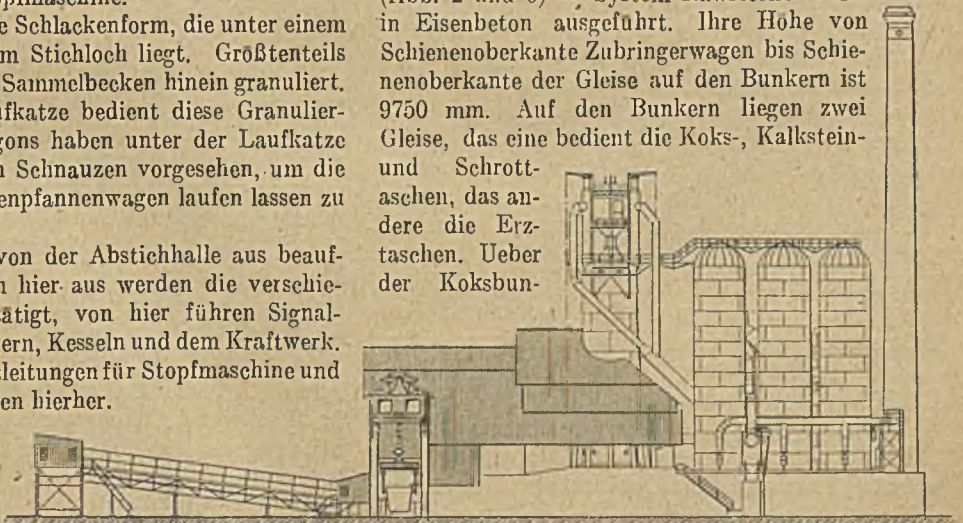 e Schlackenform, die unter einem
m Stichloch liegt. Großtenteils
Sammelbecken hinein granuliert.
ufkatze bedient diese Granulier-
gons haben unter der Laufkatze
n Schnauzen vorgesehen, um die
enpfannenwagen laufen lassen zu
von der Abstichhalle aus beauf-
n hier aus werden die verschie-
ätigt, von hier führen Signal-
ern, Kesseln und dem Kraftwerk.
leitungen für Stopfmaschine und
en hierher.
in Eisenbeton ausgeführt. Ihre Höhe von
Schienenoberkante Zubringerwagen bis Schie-
nenoberkante der Gleise auf den Bunkern ist
9750 mm. Auf den Bunkern liegen zwei
Gleise, das eine bedient die Koks-, Kalkstein-
und Schrott-
taschen, das an-
dere die Erz-
taschen. Ueber
der Koksbun-